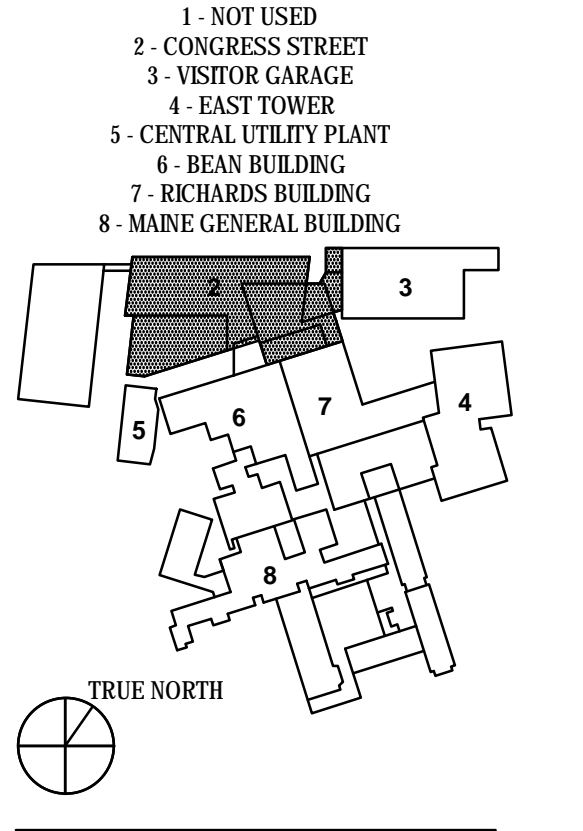 1 - NOT USED
2 - CONGRESS STREET
3 - VISITOR GARAGE
4 - EAST TOWER
5 - CENTRAL UTILITY PLANT
6 - BEAN BUILDING
7 - RICHARDS BUILDING
8 - MAINE GENERAL BUILDING
2
3
4
7
6
5
8
TRUE NORTH